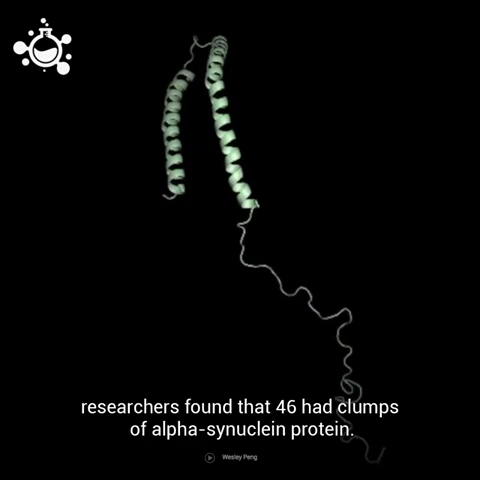 researchers found that 46 had clumps
of alpha-synuclein protein.
Wesley Peng